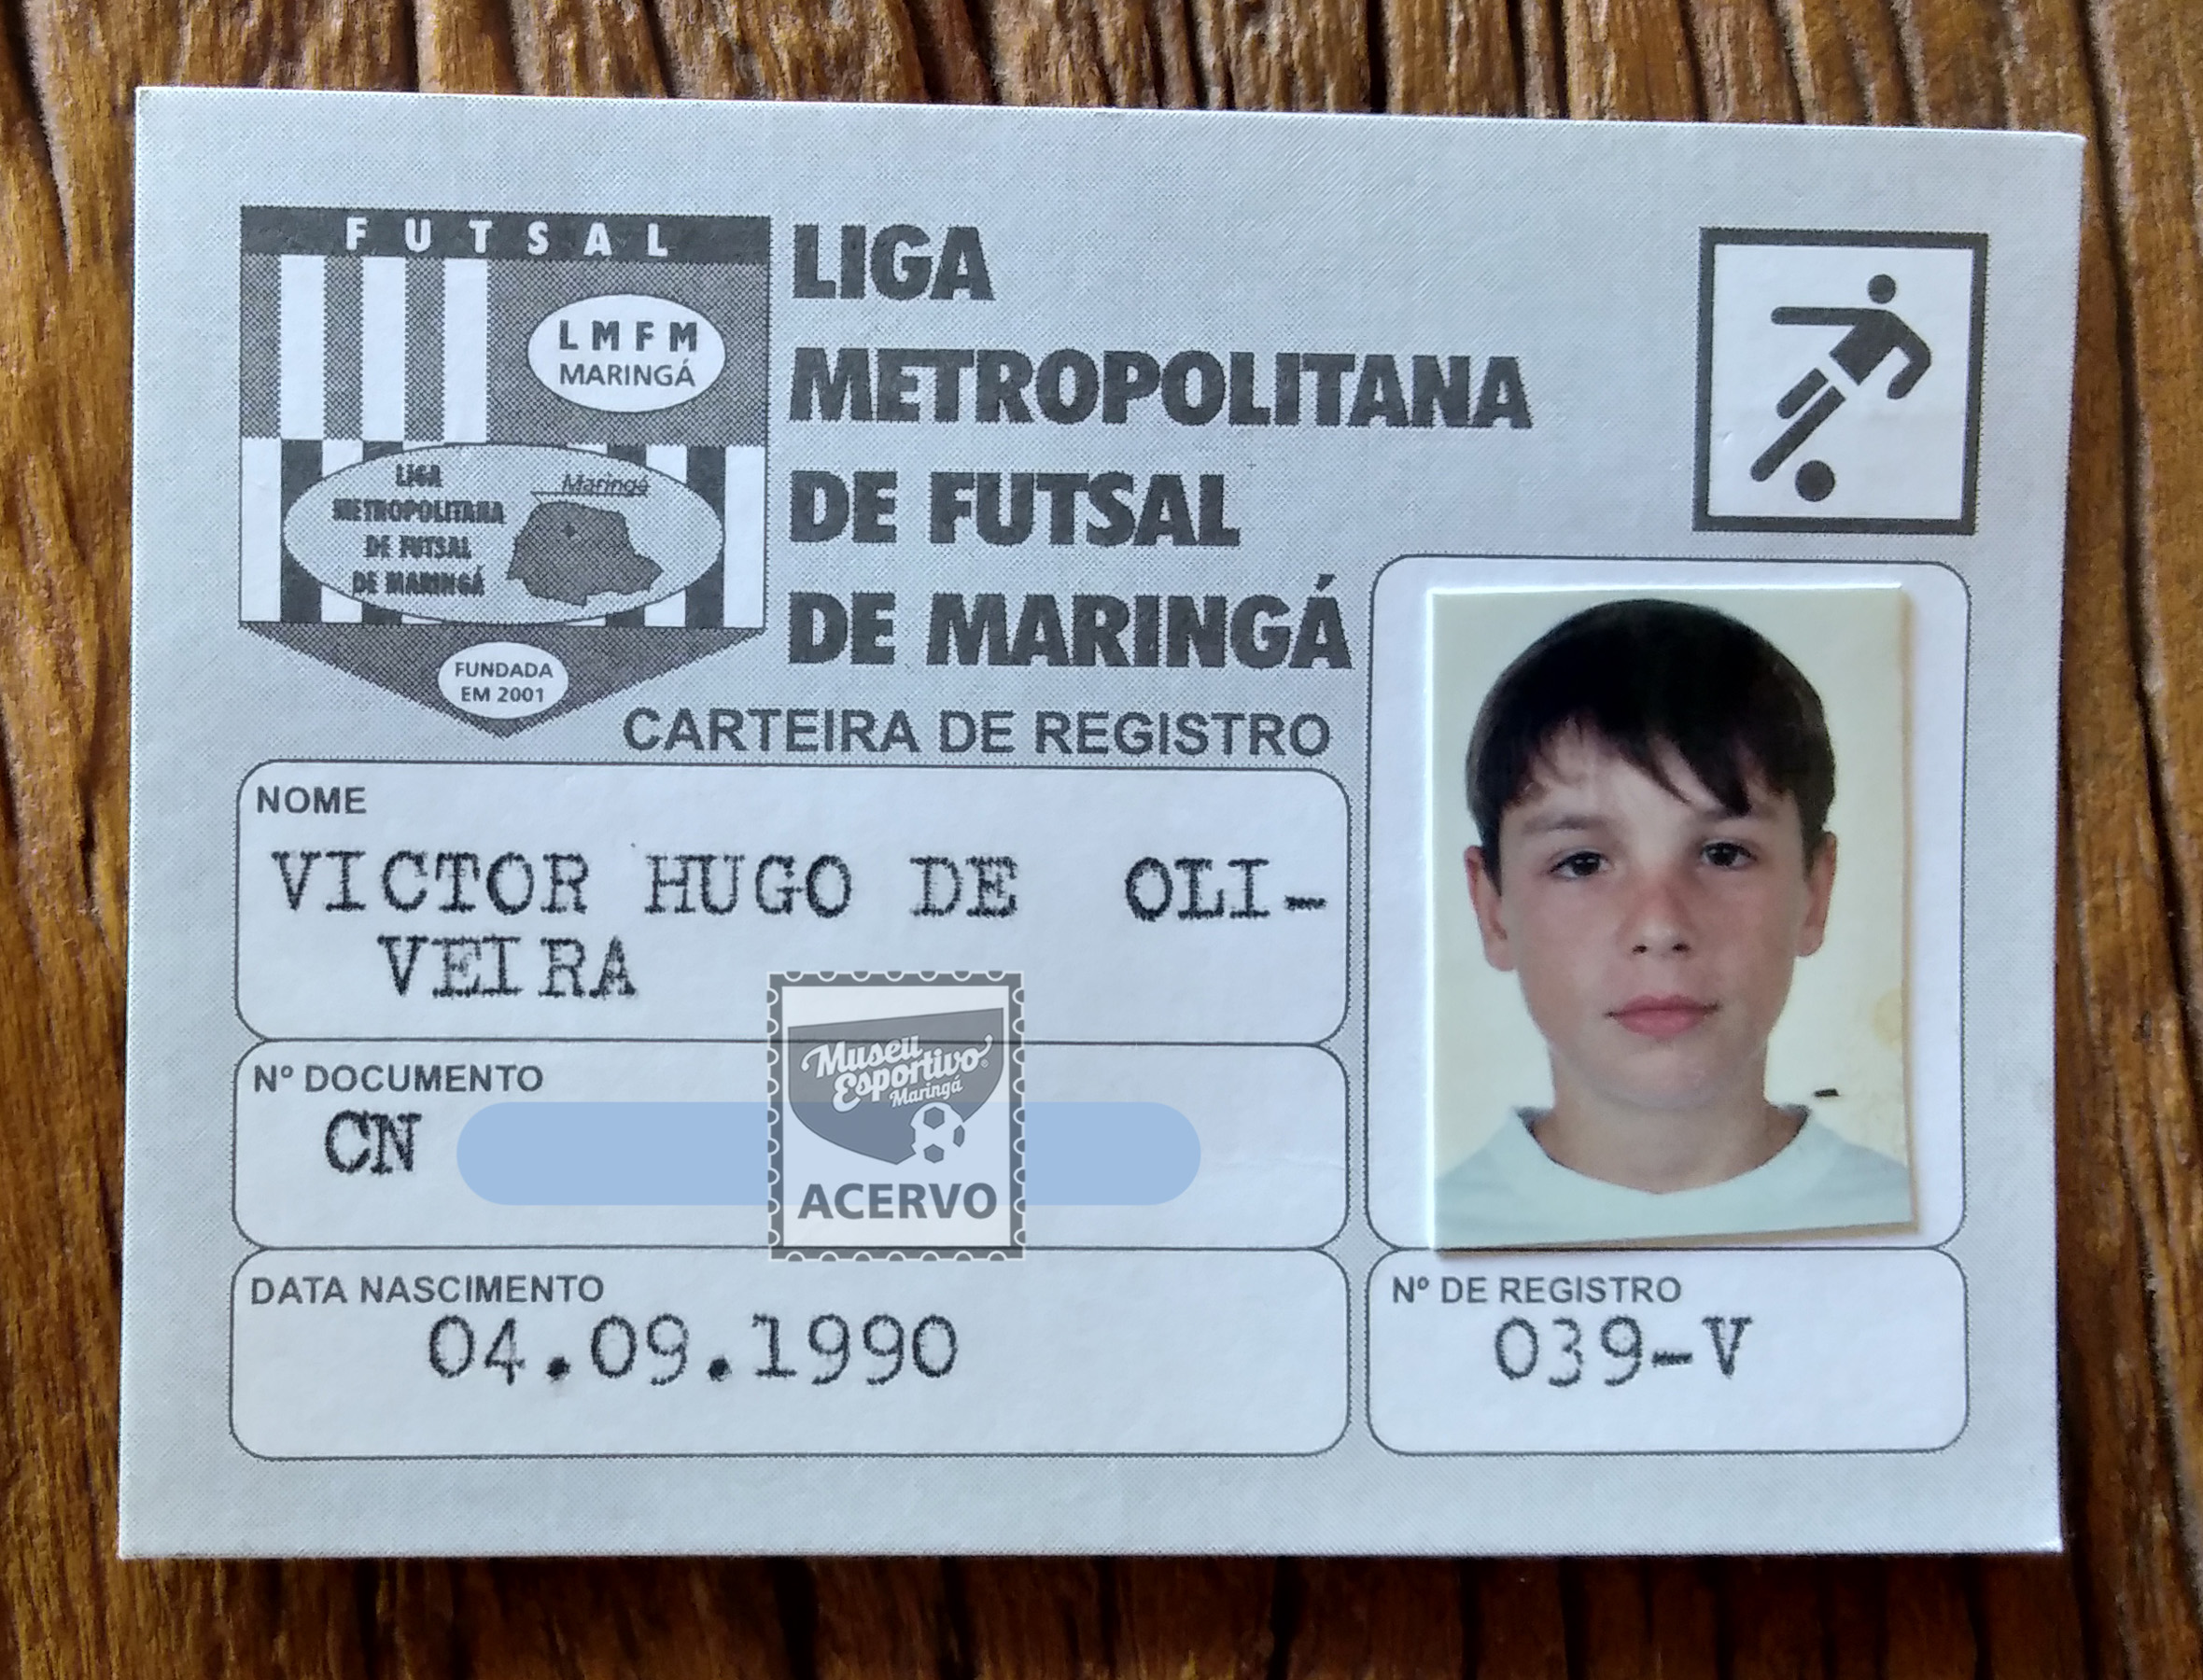 FUTSAL
LMFM
MARINGÁ
LIGA
METROPOLITANA
DE FUTSAL
DE MARINGÁ
Maringá
FUNDADA
EM 2001
LIGA
METROPOLITANA
DE FUTSAL
DE MARINGÁ
CARTEIRA DE REGISTRO
NOME
VICTOR HUGO DE OLI-
VEIRA
Nº DOCUMENTO
CN
Museu
Esportivo
Maringá
ACERVO
DATA NASCIMENTO
04.09.1990
Nº DE REGISTRO
039-V